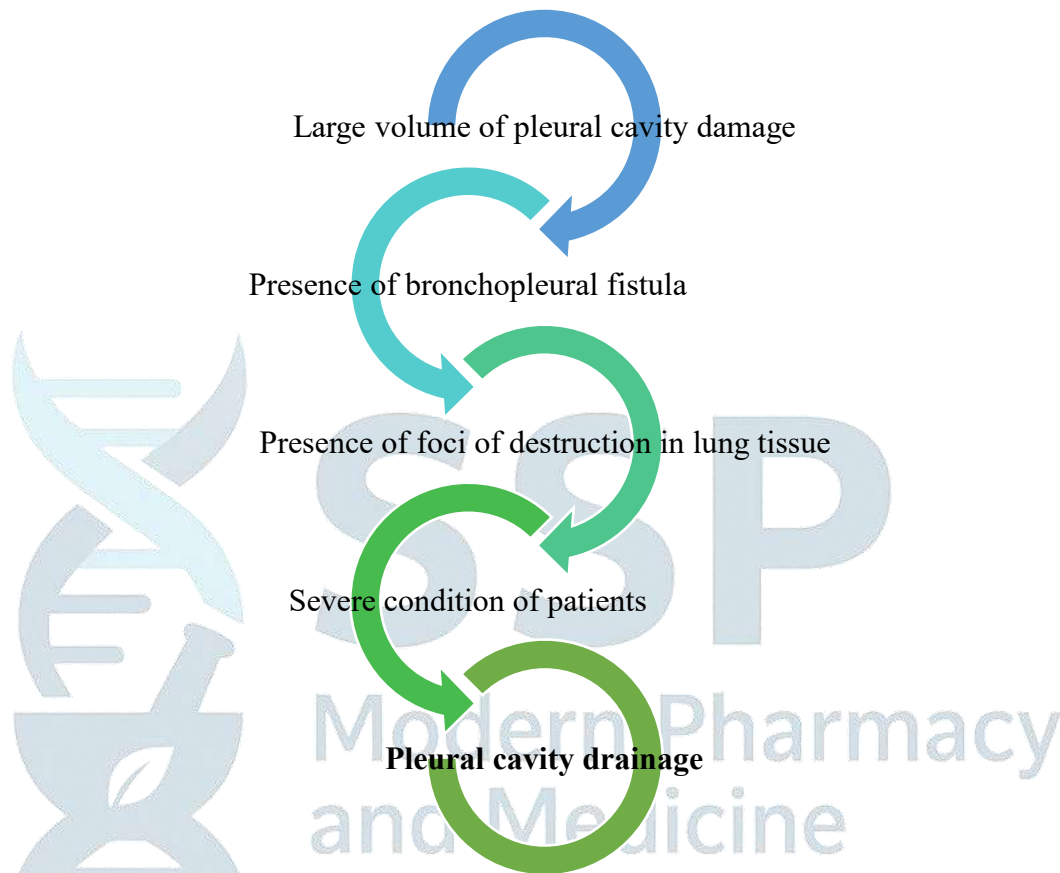 Large volume of pleural cavity damage
Presence of bronchopleural fistula
Presence of foci of destruction in lung tissue
SSP
Severe condition of patients
Modern Pharmacy
Pleural cavity drainage
and Medicine